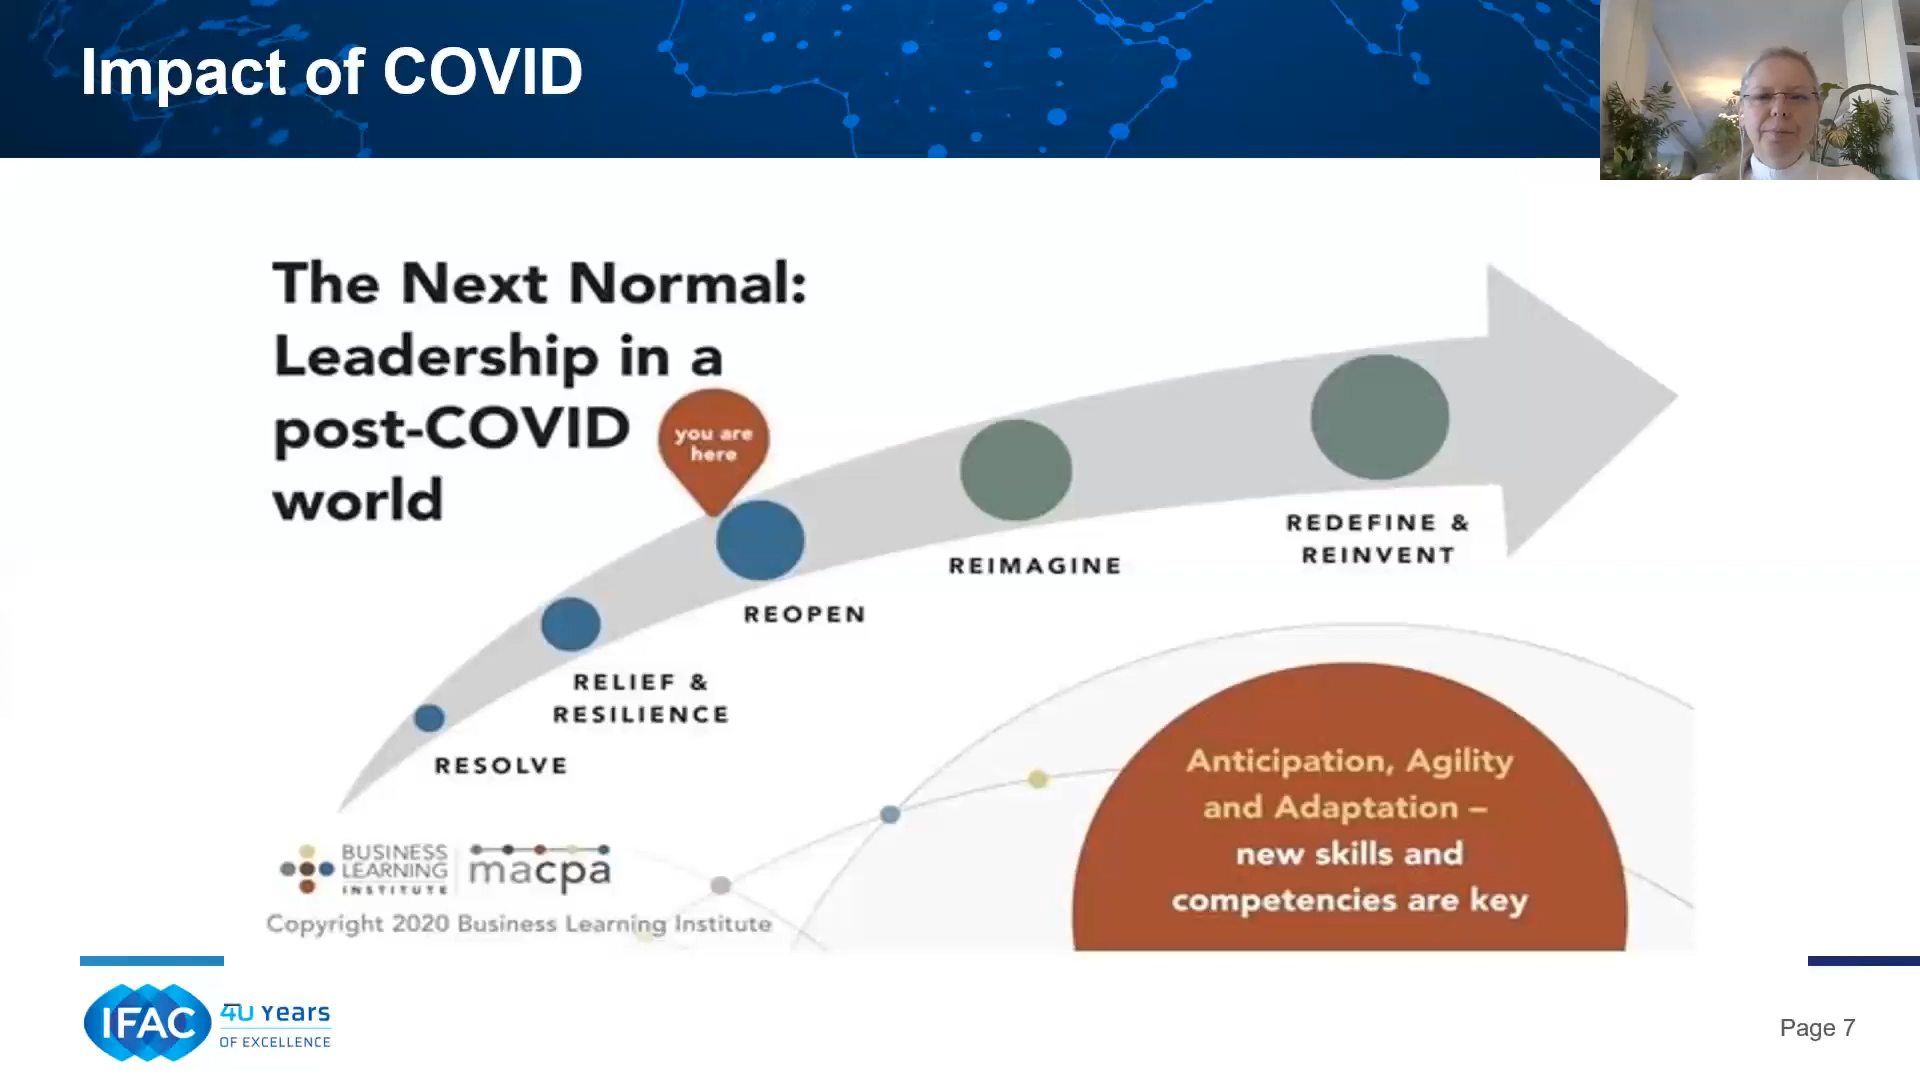 Impact of COVID
The Next Normal:
Leadership in a
post-COVID
world
you are
here
REDEFINE &
REINVENT
REIMAGINE
REOPEN
RELIEF &
RESILIENCE
RESOLVE
Anticipation, Agility
and Adaptation –
new skills and
competencies are key
BUSINESS
LEARNING
INSTITUTE
macpa
Copyright 2020 Business Learning Institute
IFAC
40 Years
OF EXCELLENCE
Page 7